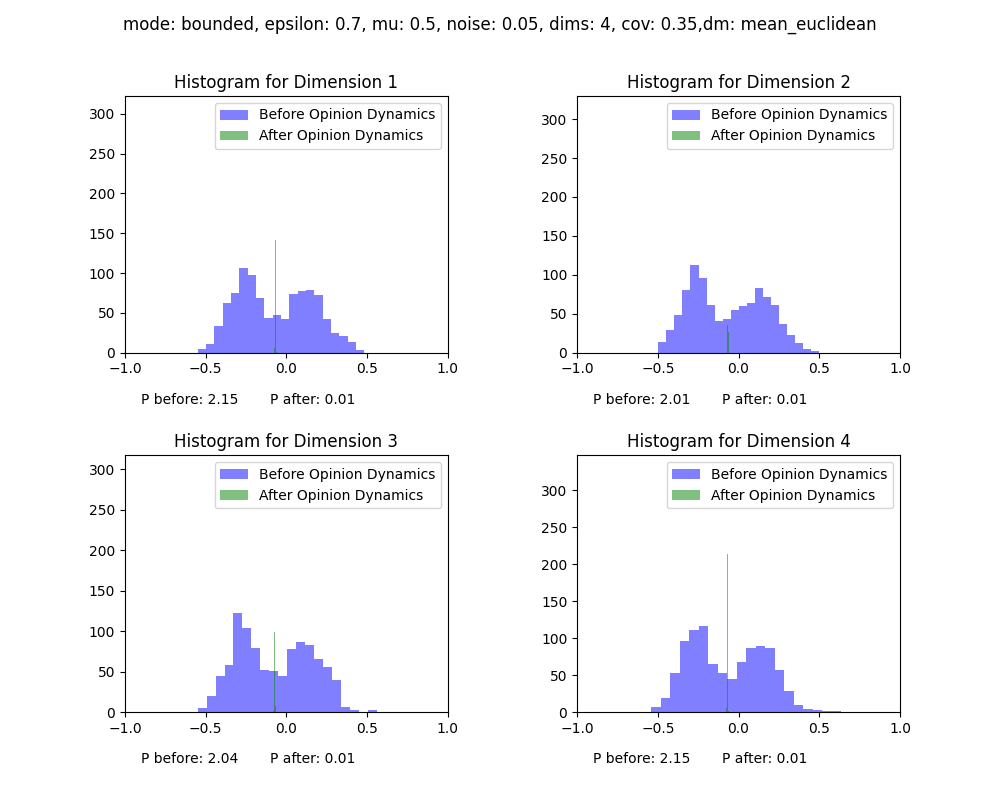 mode: bounded, epsilon: 0.7, mu: 0.5, noise: 0.05, dims: 4, cov: 0.35,dm: mean_euclidean
Histogram for Dimension 1
Before Opinion Dynamics
After Opinion Dynamics
300
250
200
150
100
50
0
−1.0 −0.5 0.0 0.5 1.0
P before: 2.15 P after: 0.01
Histogram for Dimension 2
Before Opinion Dynamics
After Opinion Dynamics
300
250
200
150
100
50
0
−1.0 −0.5 0.0 0.5 1.0
P before: 2.01 P after: 0.01
Histogram for Dimension 3
Before Opinion Dynamics
After Opinion Dynamics
300
250
200
150
100
50
0
−1.0 −0.5 0.0 0.5 1.0
P before: 2.04 P after: 0.01
Histogram for Dimension 4
Before Opinion Dynamics
After Opinion Dynamics
300
250
200
150
100
50
0
−1.0 −0.5 0.0 0.5 1.0
P before: 2.15 P after: 0.01